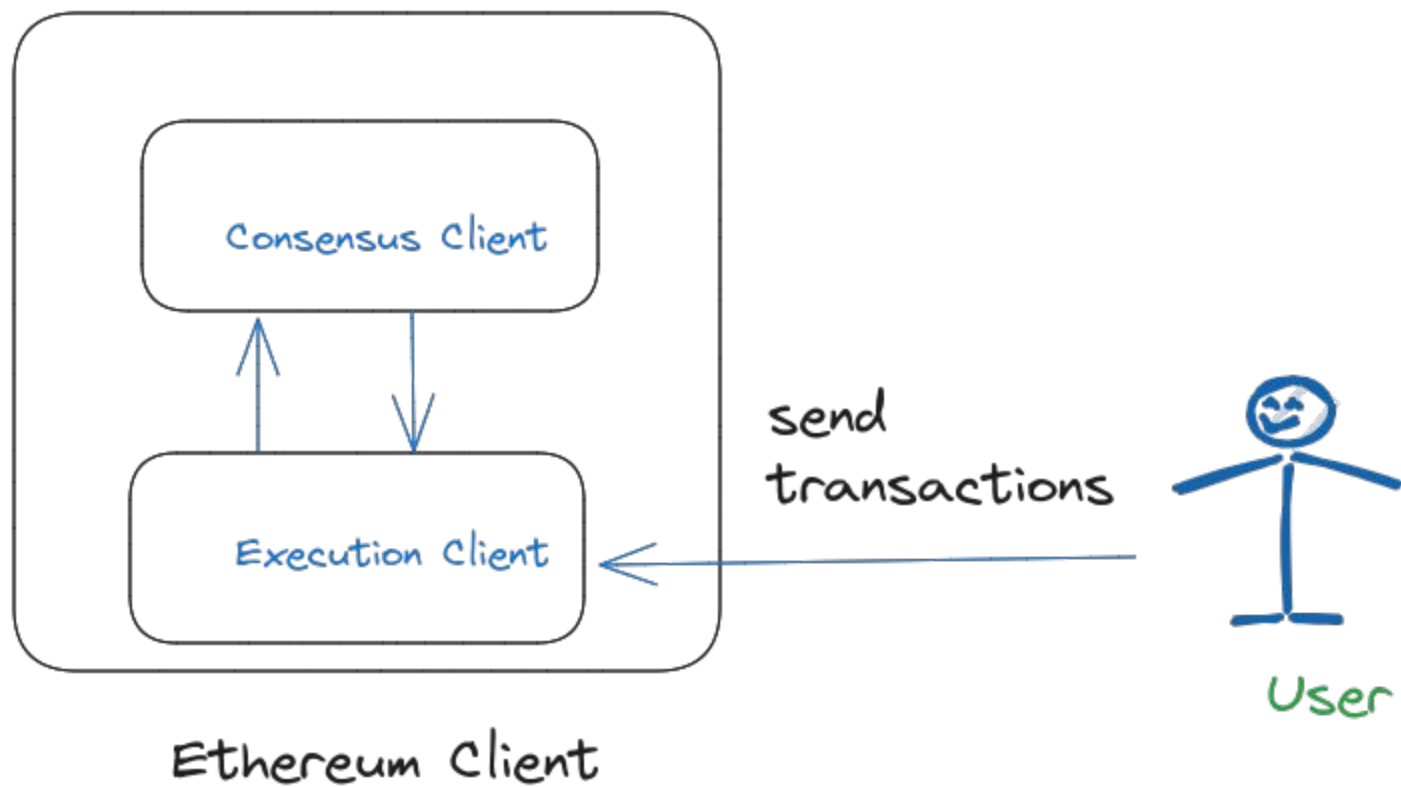 Consensus Client
send
transactions
Execution Client
User
Ethereum Client